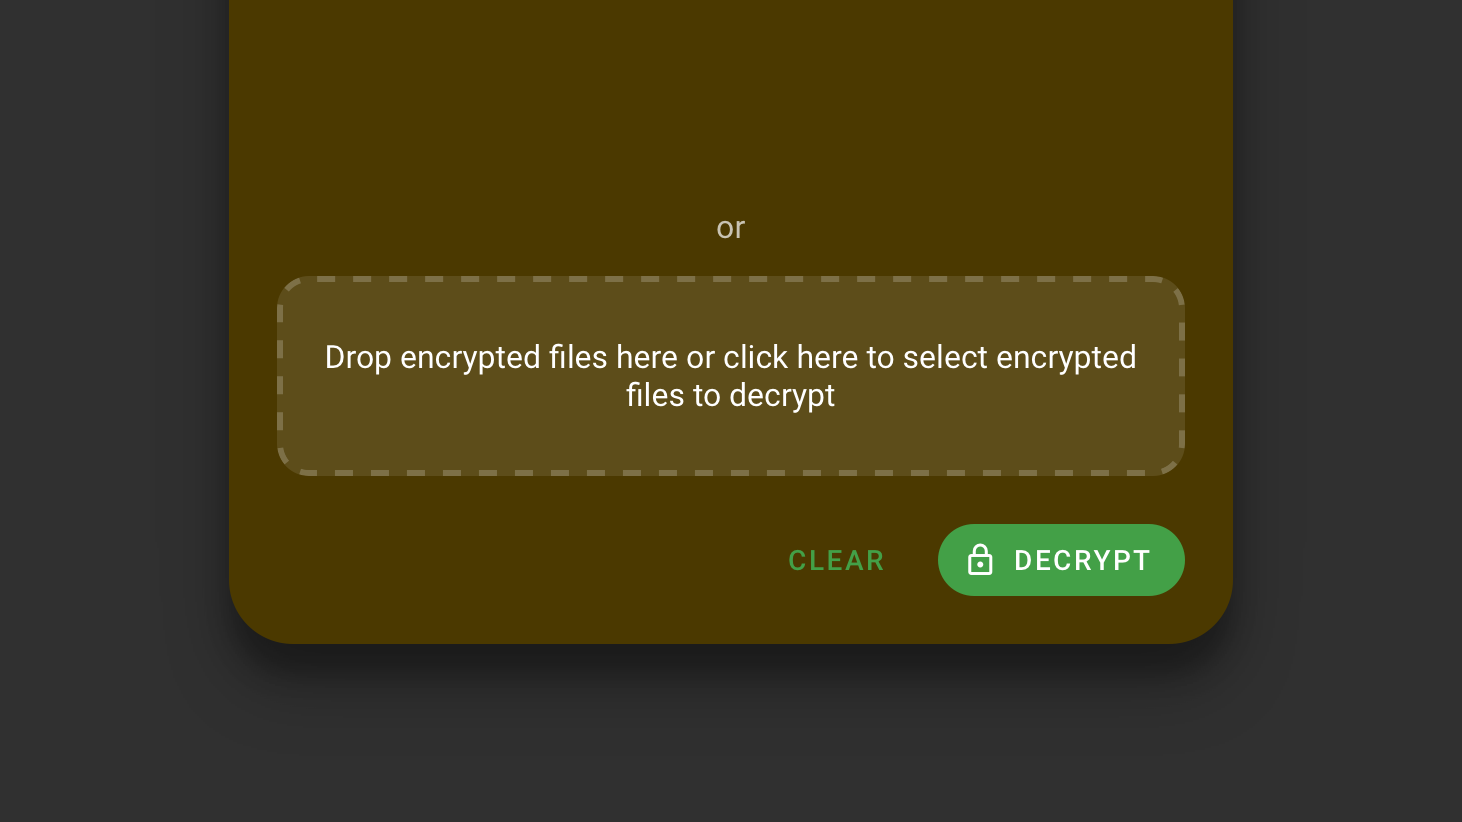 or
Drop encrypted files here or click here to select encrypted
files to decrypt
CLEAR
DECRYPT